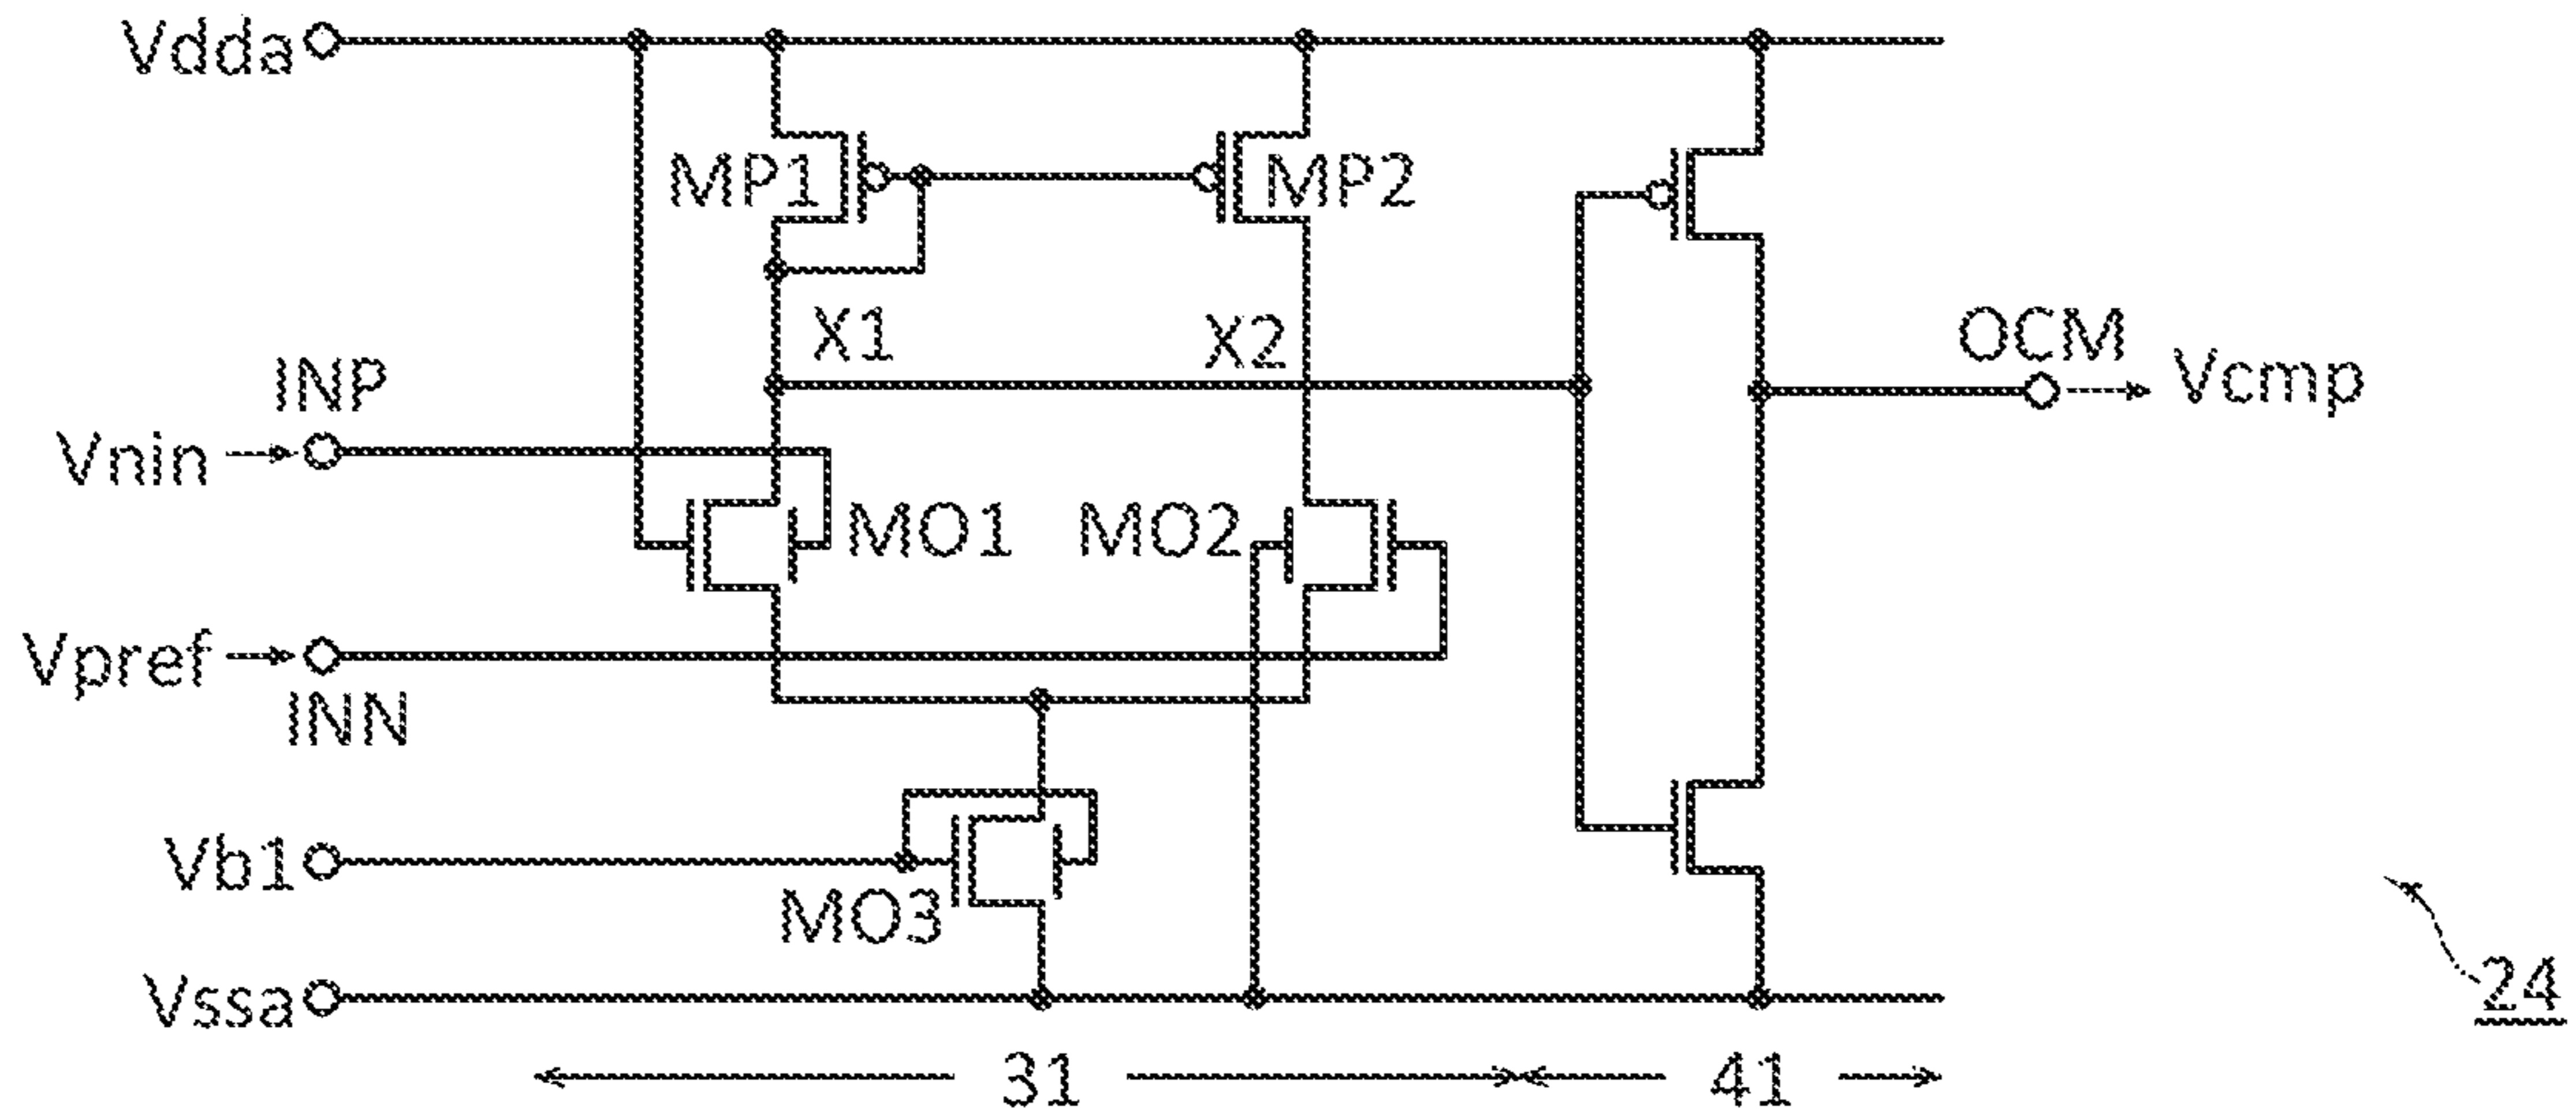 Vdda
MP1
MP2
X1
X2
OCM
Vcmp
INP
Vnin
MO1
MO2
Vpref
INN
Vb1
MO3
Vssa
24
31
41